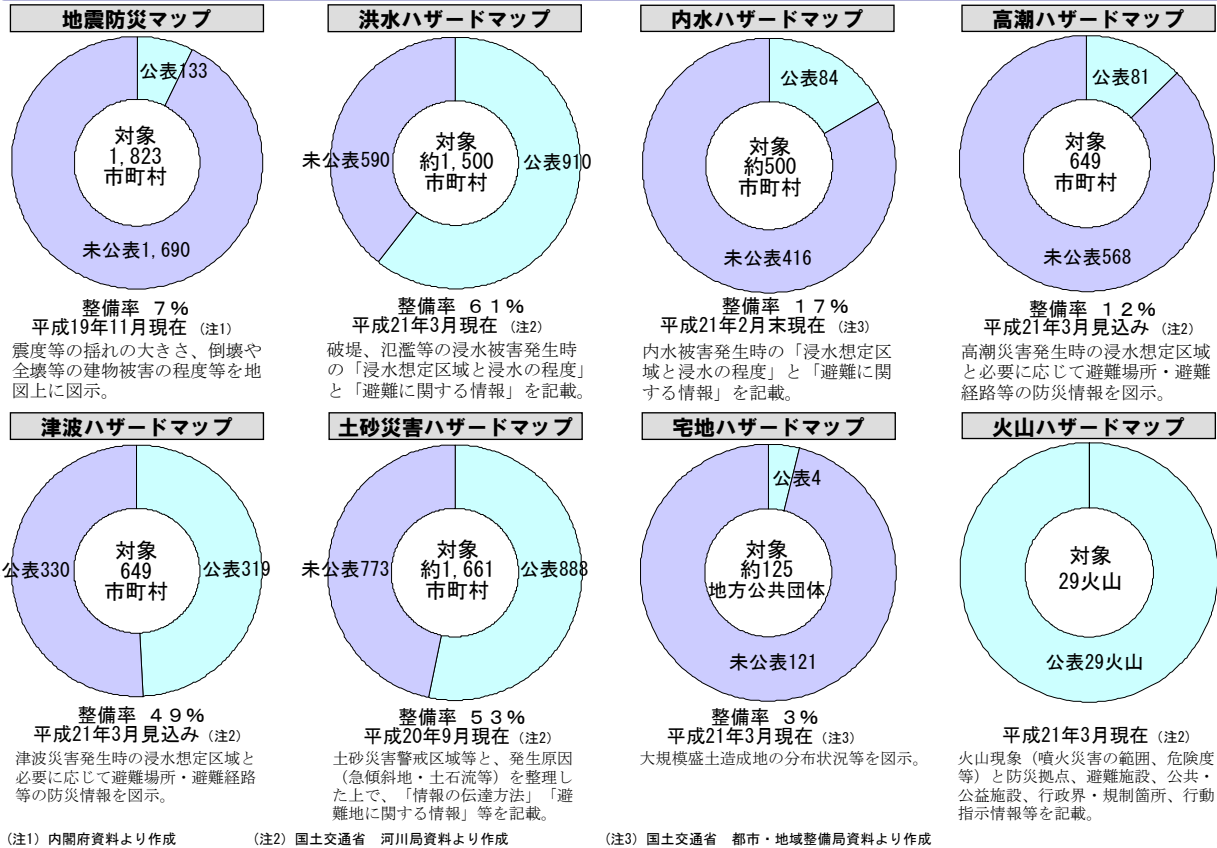 地震防災マップ
公表133
対象
1,823
市町村
未公表1,690
整備率 7%
平成19年11月現在 (注1)
震度等の揺れの大きさ、倒壊や
全壊等の建物被害の程度等を地
図上に図示。
洪水ハザードマップ
未公表590
対象
約1,500
市町村
公表910
整備率 61%
平成21年3月現在 (注2)
破堤、氾濫等の浸水被害発生時
の「浸水想定区域と浸水の程度」
と「避難に関する情報」を記載。
内水ハザードマップ
公表84
対象
約500
市町村
未公表416
整備率 17%
平成21年2月末現在 (注3)
内水被害発生時の「浸水想定区
域と浸水の程度」と「避難に関
する情報」を記載。
高潮ハザードマップ
公表81
対象
649
市町村
未公表568
整備率 12%
平成21年3月見込み (注2)
高潮災害発生時の浸水想定区域
と必要に応じて避難場所・避難
経路等の防災情報を図示。
津波ハザードマップ
公表330
対象
649
市町村
公表319
整備率 49%
平成21年3月見込み (注2)
津波災害発生時の浸水想定区域と
必要に応じて避難場所・避難経路
等の防災情報を図示。
土砂災害ハザードマップ
未公表773
対象
約1,661
市町村
公表888
整備率 53%
平成20年9月現在 (注2)
土砂災害警戒区域等と、発生原因
(急傾斜地・土石流等)を整理し
た上で、「情報の伝達方法」「避
難地に関する情報」等を記載。
宅地ハザードマップ
公表4
対象
約125
地方公共団体
未公表121
整備率 3%
平成21年3月現在 (注3)
大規模盛土造成地の分布状況等を図示。
火山ハザードマップ
対象
29火山
公表29火山
平成21年3月現在 (注2)
火山現象(噴火災害の範囲、危険度
等)と防災拠点、避難施設、公共・
公益施設、行政界・規制箇所、行動
指示情報等を記載。
(注1) 内閣府資料より作成
(注2) 国土交通省 河川局資料より作成
(注3) 国土交通省 都市・地域整備局資料より作成